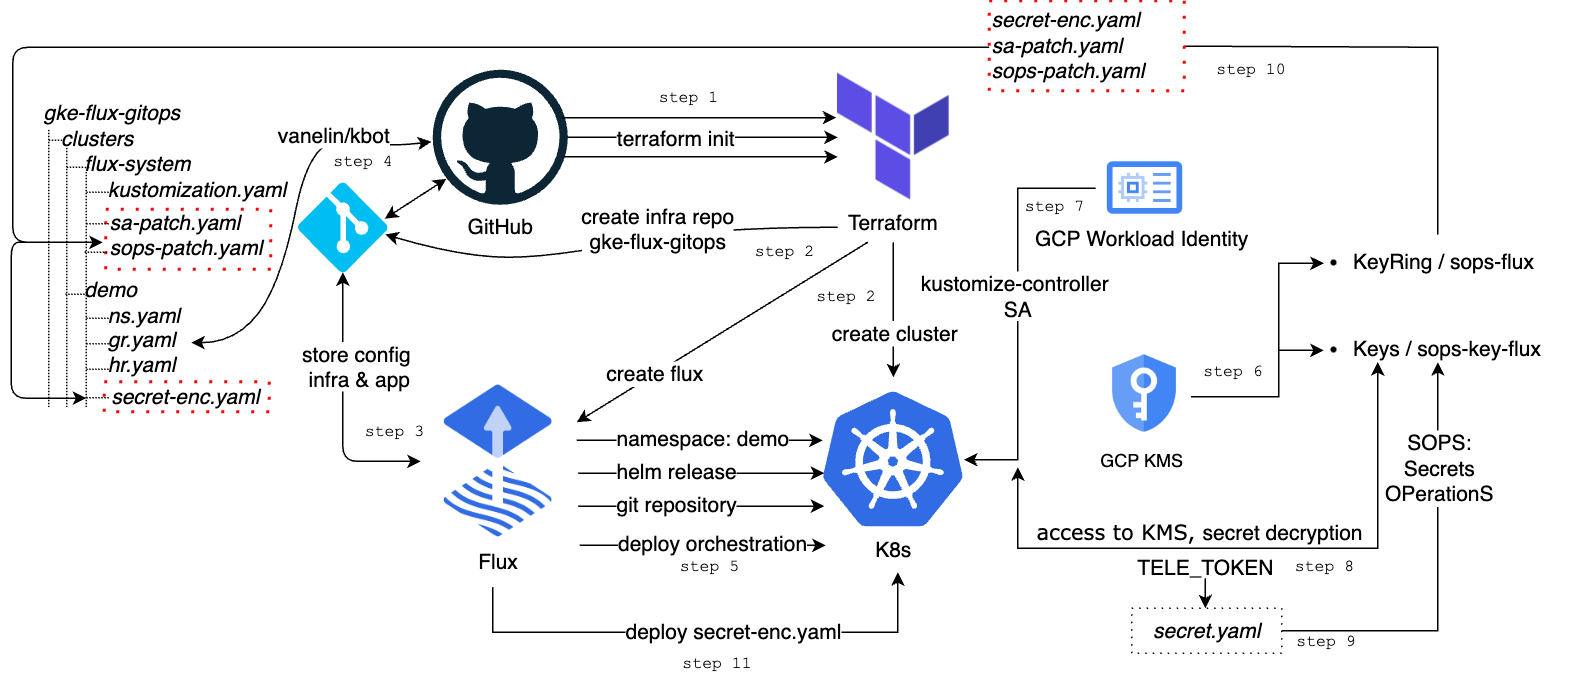 secret-enc.yaml
sa-patch.yaml
sops-patch.yaml
step 10
gke-flux-gitops
clusters
flux-system
kustomization.yaml
sa-patch.yaml
sops-patch.yaml
demo
ns.yaml
gr.yaml
hr.yaml
secret-enc.yaml
vanelin/kbot
step 4
GitHub
step 1
terraform init
Terraform
create infra repo
gke-flux-gitops
step 2
step 2
create cluster
create flux
store config
infra & app
step 3
Flux
namespace: demo
helm release
git repository
deploy orchestration
step 5
K8s
deploy secret-enc.yaml
step 11
step 7
GCP Workload Identity
kustomize-controller
SA
KeyRing / sops-flux
Keys / sops-key-flux
step 6
GCP KMS
SOPS:
Secrets
OPerationS
access to KMS, secret decryption
TELE_TOKEN
step 8
secret.yaml
step 9